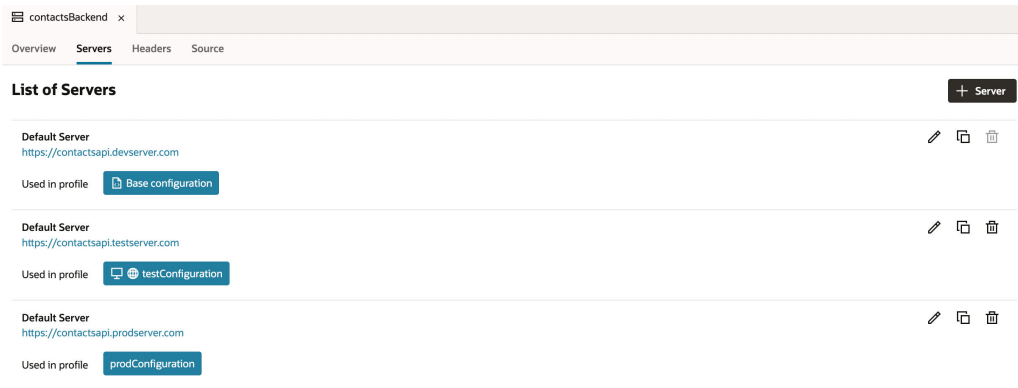 contactsBackend ×
Overview Servers Headers Source
List of Servers
+ Server
Default Server
https://contactsapi.devserver.com
Used in profile Base configuration
Default Server
https://contactsapi.testserver.com
Used in profile testConfiguration
Default Server
https://contactsapi.prodserver.com
Used in profile prodConfiguration